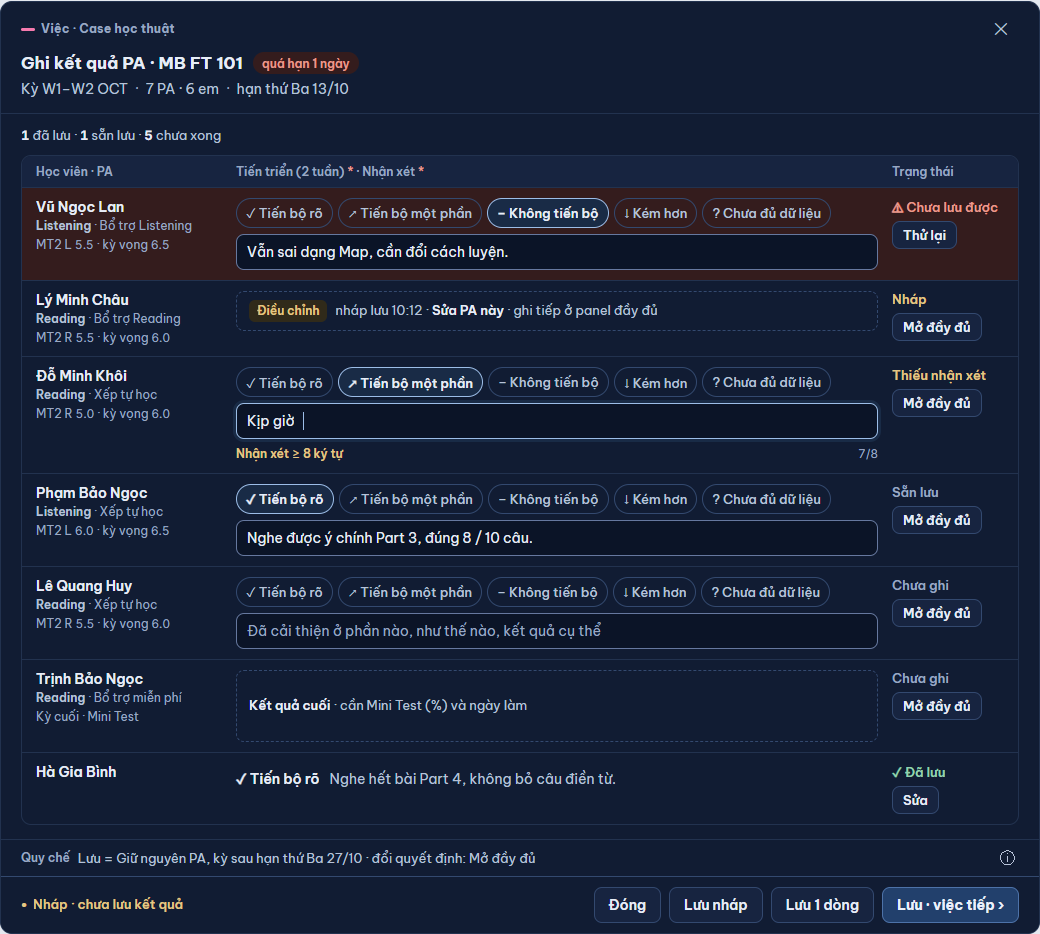 Việc · Case học thuật
Ghi kết quả PA · MB FT 101 quá hạn 1 ngày
Kỳ W1–W2 OCT · 7 PA · 6 em · hạn thứ Ba 13/10
1 đã lưu · 1 sẵn lưu · 5 chưa xong
Học viên · PA Tiến triển (2 tuần) * · Nhận xét * Trạng thái
Vũ Ngọc Lan
Listening · Bổ trợ Listening
MT2 L 5.5 · kỳ vọng 6.5
✓ Tiến bộ rõ ↗ Tiến bộ một phần – Không tiến bộ ↓ Kém hơn ? Chưa đủ dữ liệu
Vẫn sai dạng Map, cần đổi cách luyện.
⚠ Chưa lưu được
Thử lại
Lý Minh Châu
Reading · Bổ trợ Reading
MT2 R 5.5 · kỳ vọng 6.0
Điều chỉnh nháp lưu 10:12 · Sửa PA này · ghi tiếp ở panel đầy đủ
Nháp
Mở đầy đủ
Đỗ Minh Khôi
Reading · Xếp tự học
MT2 R 5.0 · kỳ vọng 6.0
✓ Tiến bộ rõ ↗ Tiến bộ một phần – Không tiến bộ ↓ Kém hơn ? Chưa đủ dữ liệu
Kịp giờ
Nhận xét ≥ 8 ký tự 7/8
Thiếu nhận xét
Mở đầy đủ
Phạm Bảo Ngọc
Listening · Xếp tự học
MT2 L 6.0 · kỳ vọng 6.5
✓ Tiến bộ rõ ↗ Tiến bộ một phần – Không tiến bộ ↓ Kém hơn ? Chưa đủ dữ liệu
Nghe được ý chính Part 3, đúng 8 / 10 câu.
Sẵn lưu
Mở đầy đủ
Lê Quang Huy
Reading · Xếp tự học
MT2 R 5.5 · kỳ vọng 6.0
✓ Tiến bộ rõ ↗ Tiến bộ một phần – Không tiến bộ ↓ Kém hơn ? Chưa đủ dữ liệu
Đã cải thiện ở phần nào, như thế nào, kết quả cụ thể
Chưa ghi
Mở đầy đủ
Trịnh Bảo Ngọc
Reading · Bổ trợ miễn phí
Kỳ cuối · Mini Test
Kết quả cuối · cần Mini Test (%) và ngày làm
Chưa ghi
Mở đầy đủ
Hà Gia Bình
✓ Tiến bộ rõ Nghe hết bài Part 4, không bỏ câu điền từ.
✓ Đã lưu
Sửa
Quy chế Lưu = Giữ nguyên PA, kỳ sau hạn thứ Ba 27/10 · đổi quyết định: Mở đầy đủ
• Nháp · chưa lưu kết quả
Đóng Lưu nháp Lưu 1 dòng Lưu · việc tiếp ›